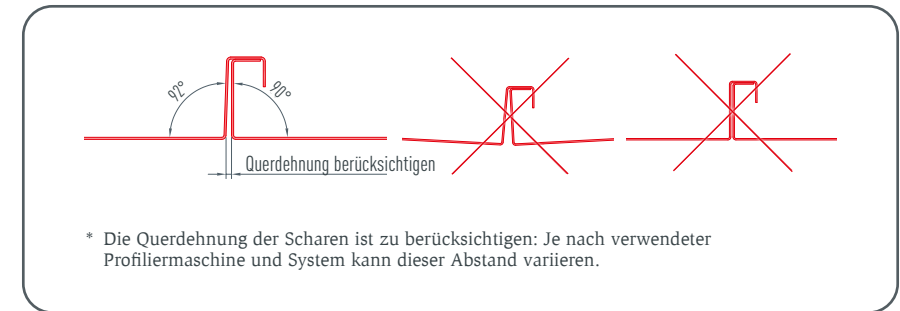 92° 90°
Querdehnung berücksichtigen
* Die Querdehnung der Scharen ist zu berücksichtigen: Je nach verwendeter
Profiliermaschine und System kann dieser Abstand variieren.